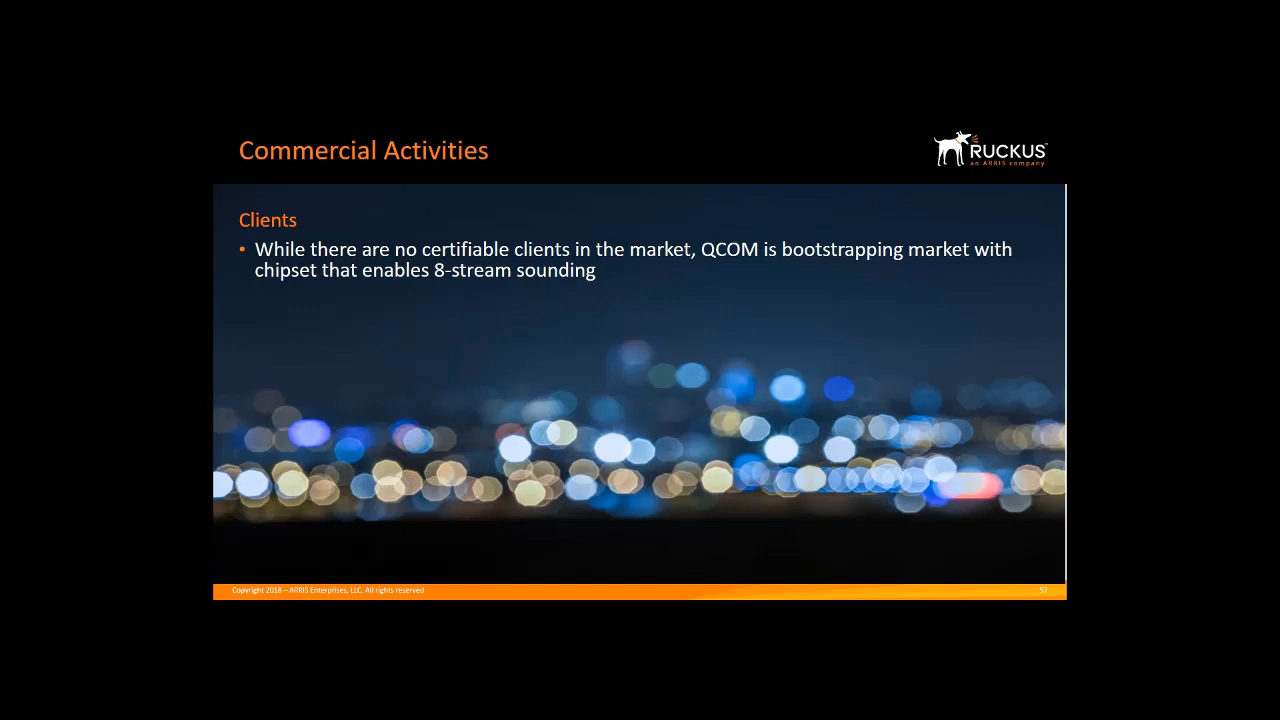 Commercial Activities
RUCKUS
an ARRIS company
Clients
• While there are no certifiable clients in the market, QCOM is bootstrapping market with
chipset that enables 8-stream sounding
Copyright 2018 – ARRIS Enterprises, LLC. All rights reserved
57